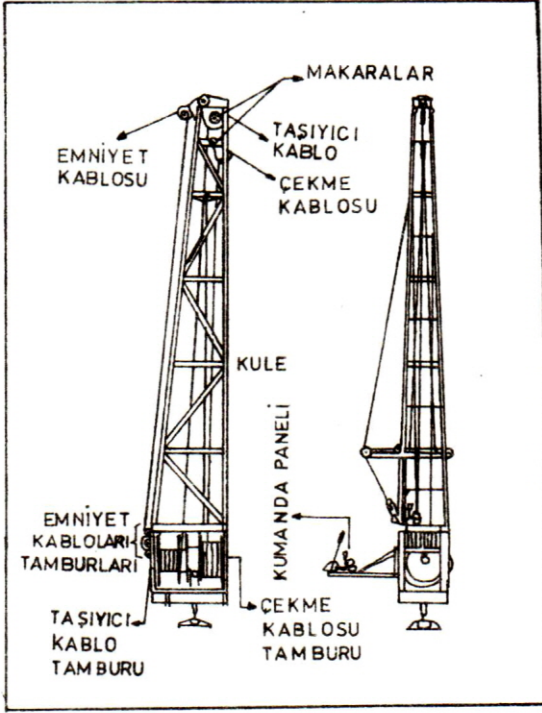 MAKARALAR
EMNİYET
KABLOSU
TAŞIYICI
KABLO
ÇEKME
KABLOSU
KULE
KUMANDA PANELİ
EMNİYET
KABLOLARI
TAMBURLARI
TAŞIYICI
KABLO
TAMBURU
ÇEKME
KABLOSU
TAMBURU